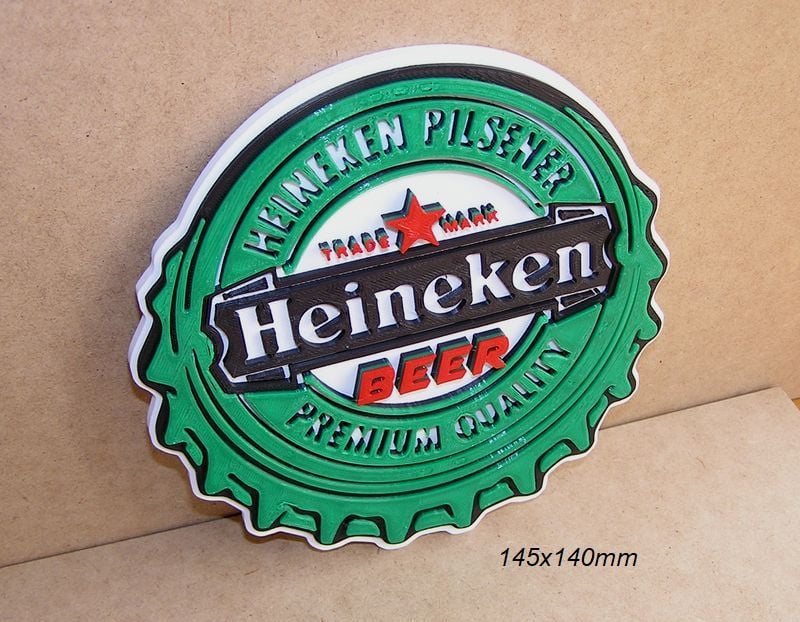 HEINEKEN PILSENER
TRADE MARK
Heineken
BEER
PREMIUM QUALITY
145x140mm